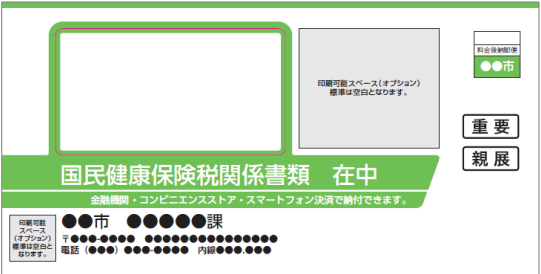 印刷可能スペース(オプション)
標準は空白となります。
料金後納郵便
●●市
重要
親展
国民健康保険税関係書類 在中
金融機関・コンビニエンスストア・スマートフォン決済で納付できます。
印刷可能
スペース
(オプション)
標準は空白と
なります。
●●市 ●●●●●課
〒●●●-●●●● ●●●●●●●●●●●●●●●
電話(●●●)●●●-●●●● 内線●●●.●●●